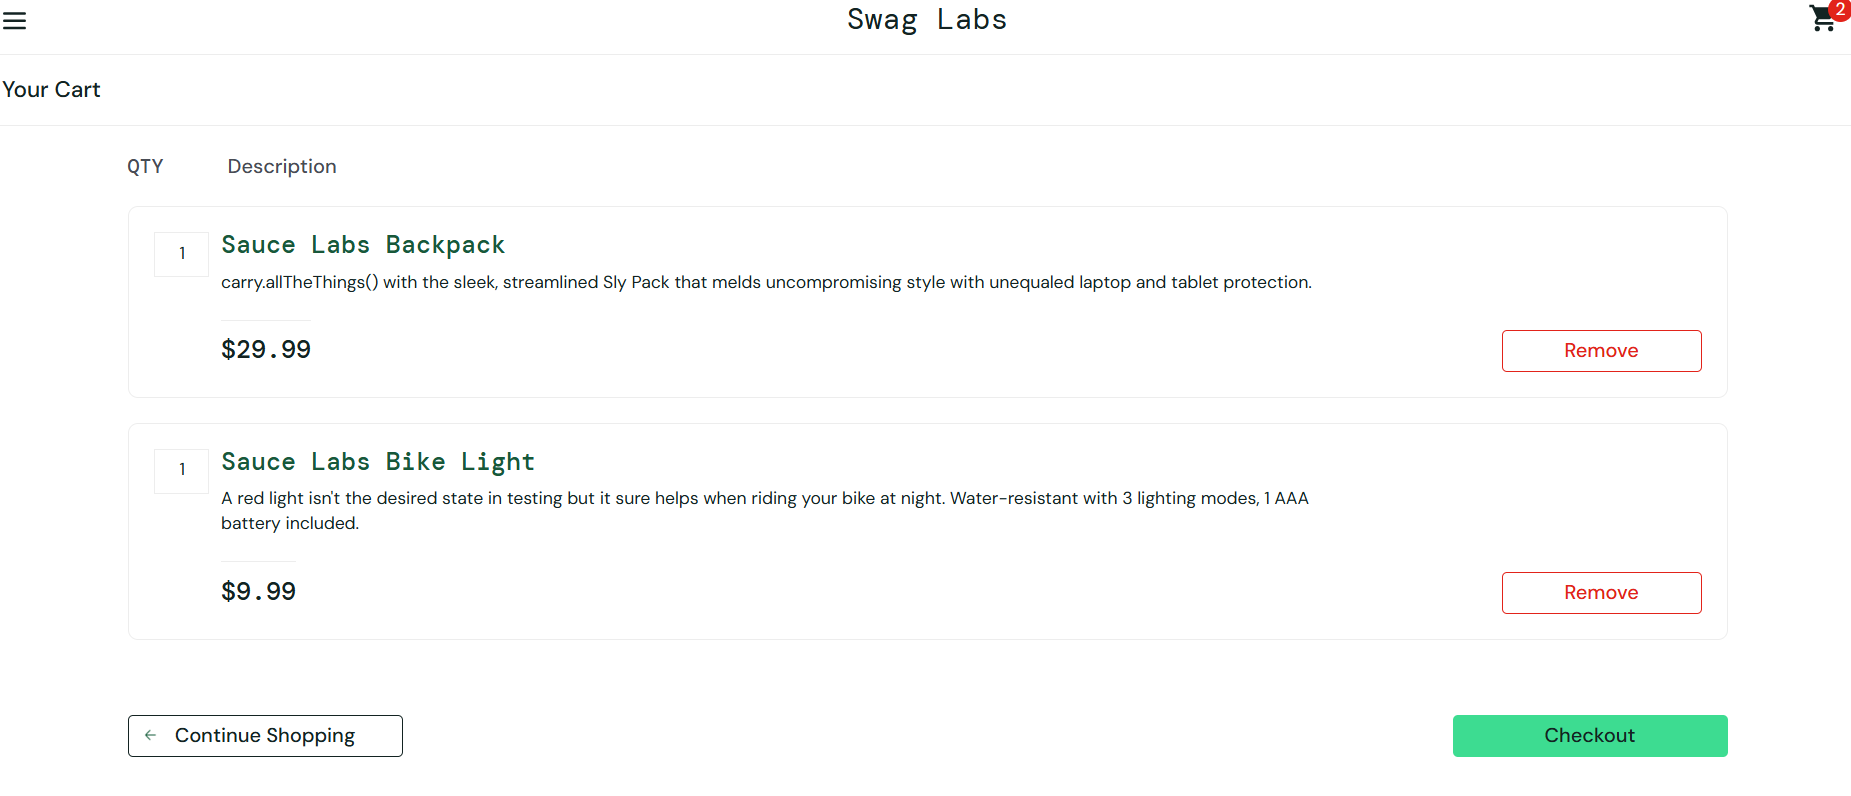 Swag Labs
2
Your Cart
QTY Description
1
Sauce Labs Backpack
carry.allTheThings() with the sleek, streamlined Sly Pack that melds uncompromising style with unequaled laptop and tablet protection.
$29.99
Remove
1
Sauce Labs Bike Light
A red light isn't the desired state in testing but it sure helps when riding your bike at night. Water-resistant with 3 lighting modes, 1 AAA
battery included.
$9.99
Remove
Continue Shopping
Checkout